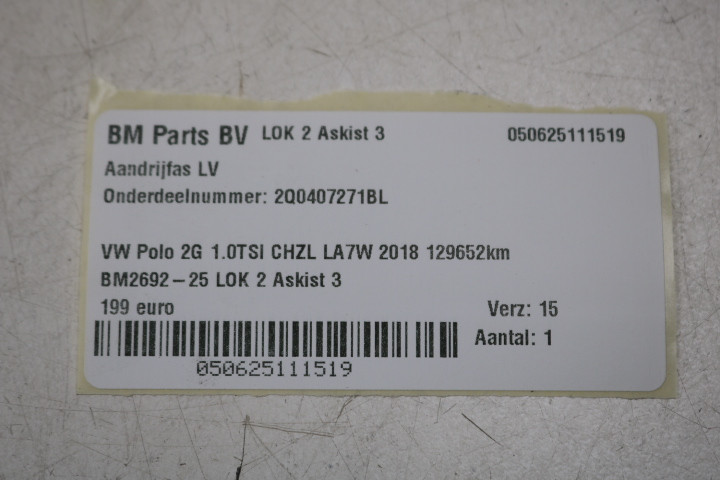 BM Parts BV LOK 2 Askist 3 050625111519
Aandrijfas LV
Onderdeelnummer: 2Q0407271BL
VW Polo 2G 1.0TSI CHZL LA7W 2018 129652km
BM2692-25 LOK 2 Askist 3
199 euro Verz: 15
Aantal: 1
050625111519